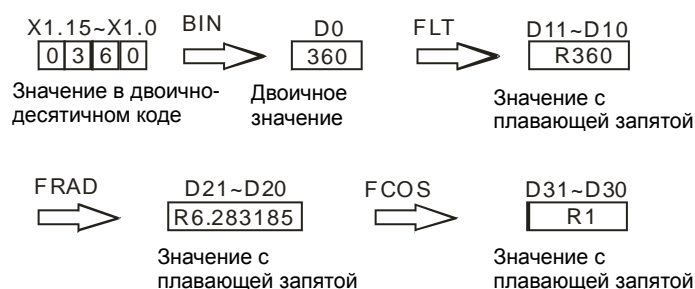 X1.15~X1.0 BIN D0 FLT D11~D10
0 3 6 0 360 R360
Значение в двоично-
десятичном коде
Двоичное
значение
Значение с
плавающей запятой
FRAD D21~D20 FCOS D31~D30
R6.283185 R1
Значение с
плавающей запятой
Значение с
плавающей запятой